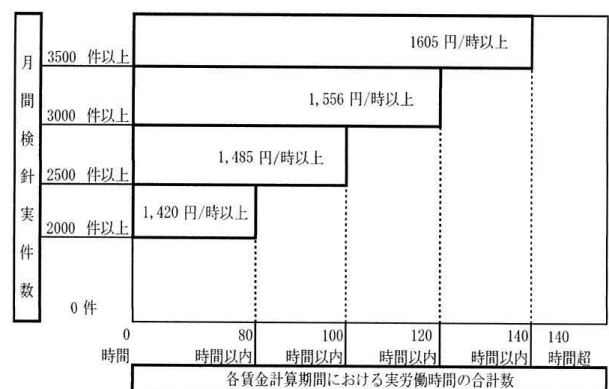 月間検針実件数
1605 円/時以上
3500 件以上
1,556 円/時以上
3000 件以上
1,485 円/時以上
2500 件以上
1,420 円/時以上
2000 件以上
0 件
0 80 100 120 140 140
時間 時間以内 時間以内 時間以内 時間以内 時間超
各賃金計算期間における実労働時間の合計数